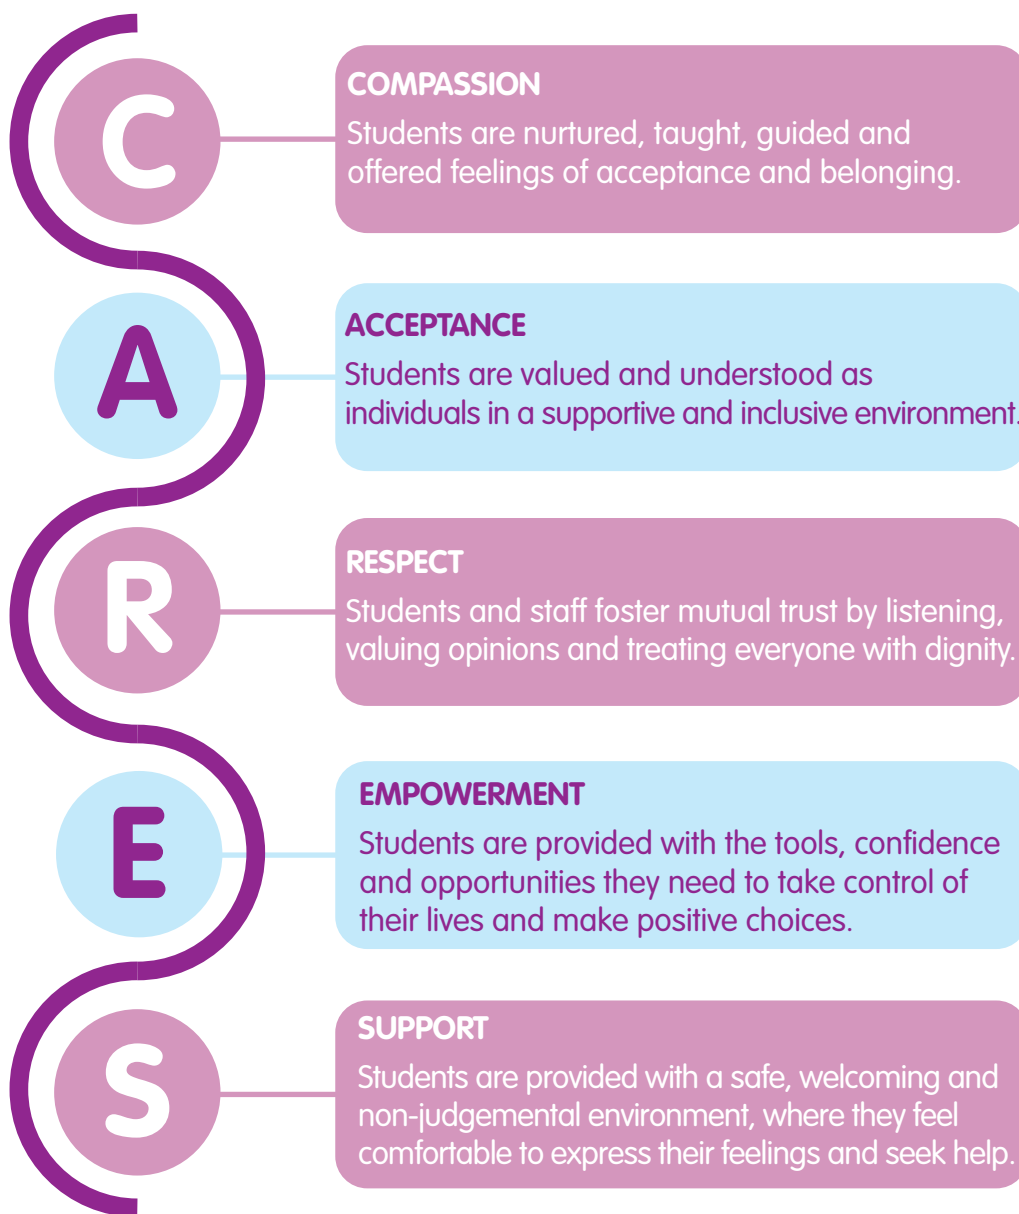 C
COMPASSION
Students are nurtured, taught, guided and
offered feelings of acceptance and belonging.
A
ACCEPTANCE
Students are valued and understood as
individuals in a supportive and inclusive environment.
R
RESPECT
Students and staff foster mutual trust by listening,
valuing opinions and treating everyone with dignity.
E
EMPOWERMENT
Students are provided with the tools, confidence
and opportunities they need to take control of
their lives and make positive choices.
S
SUPPORT
Students are provided with a safe, welcoming and
non-judgemental environment, where they feel
comfortable to express their feelings and seek help.